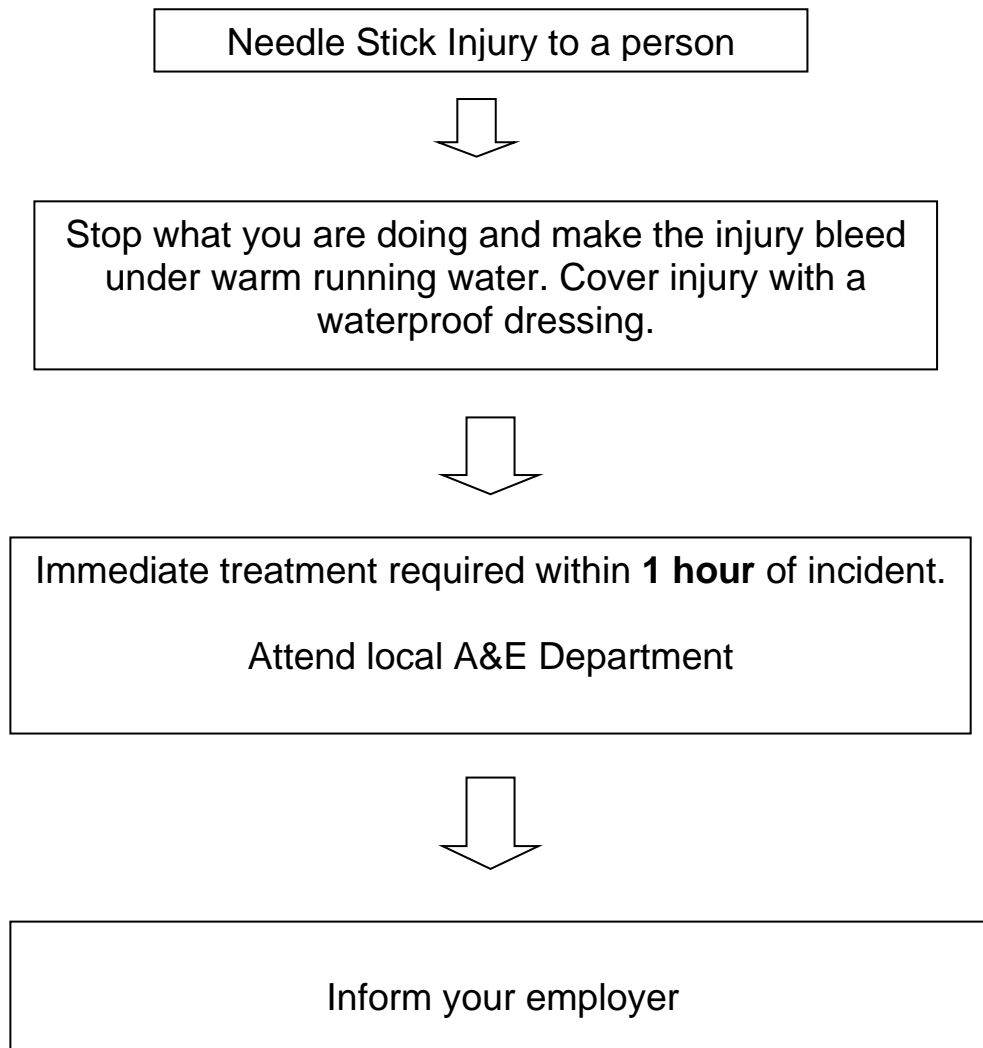 Needle Stick Injury to a person
Stop what you are doing and make the injury bleed
under warm running water. Cover injury with a
waterproof dressing.
Immediate treatment required within 1 hour of incident.
Attend local A&E Department
Inform your employer